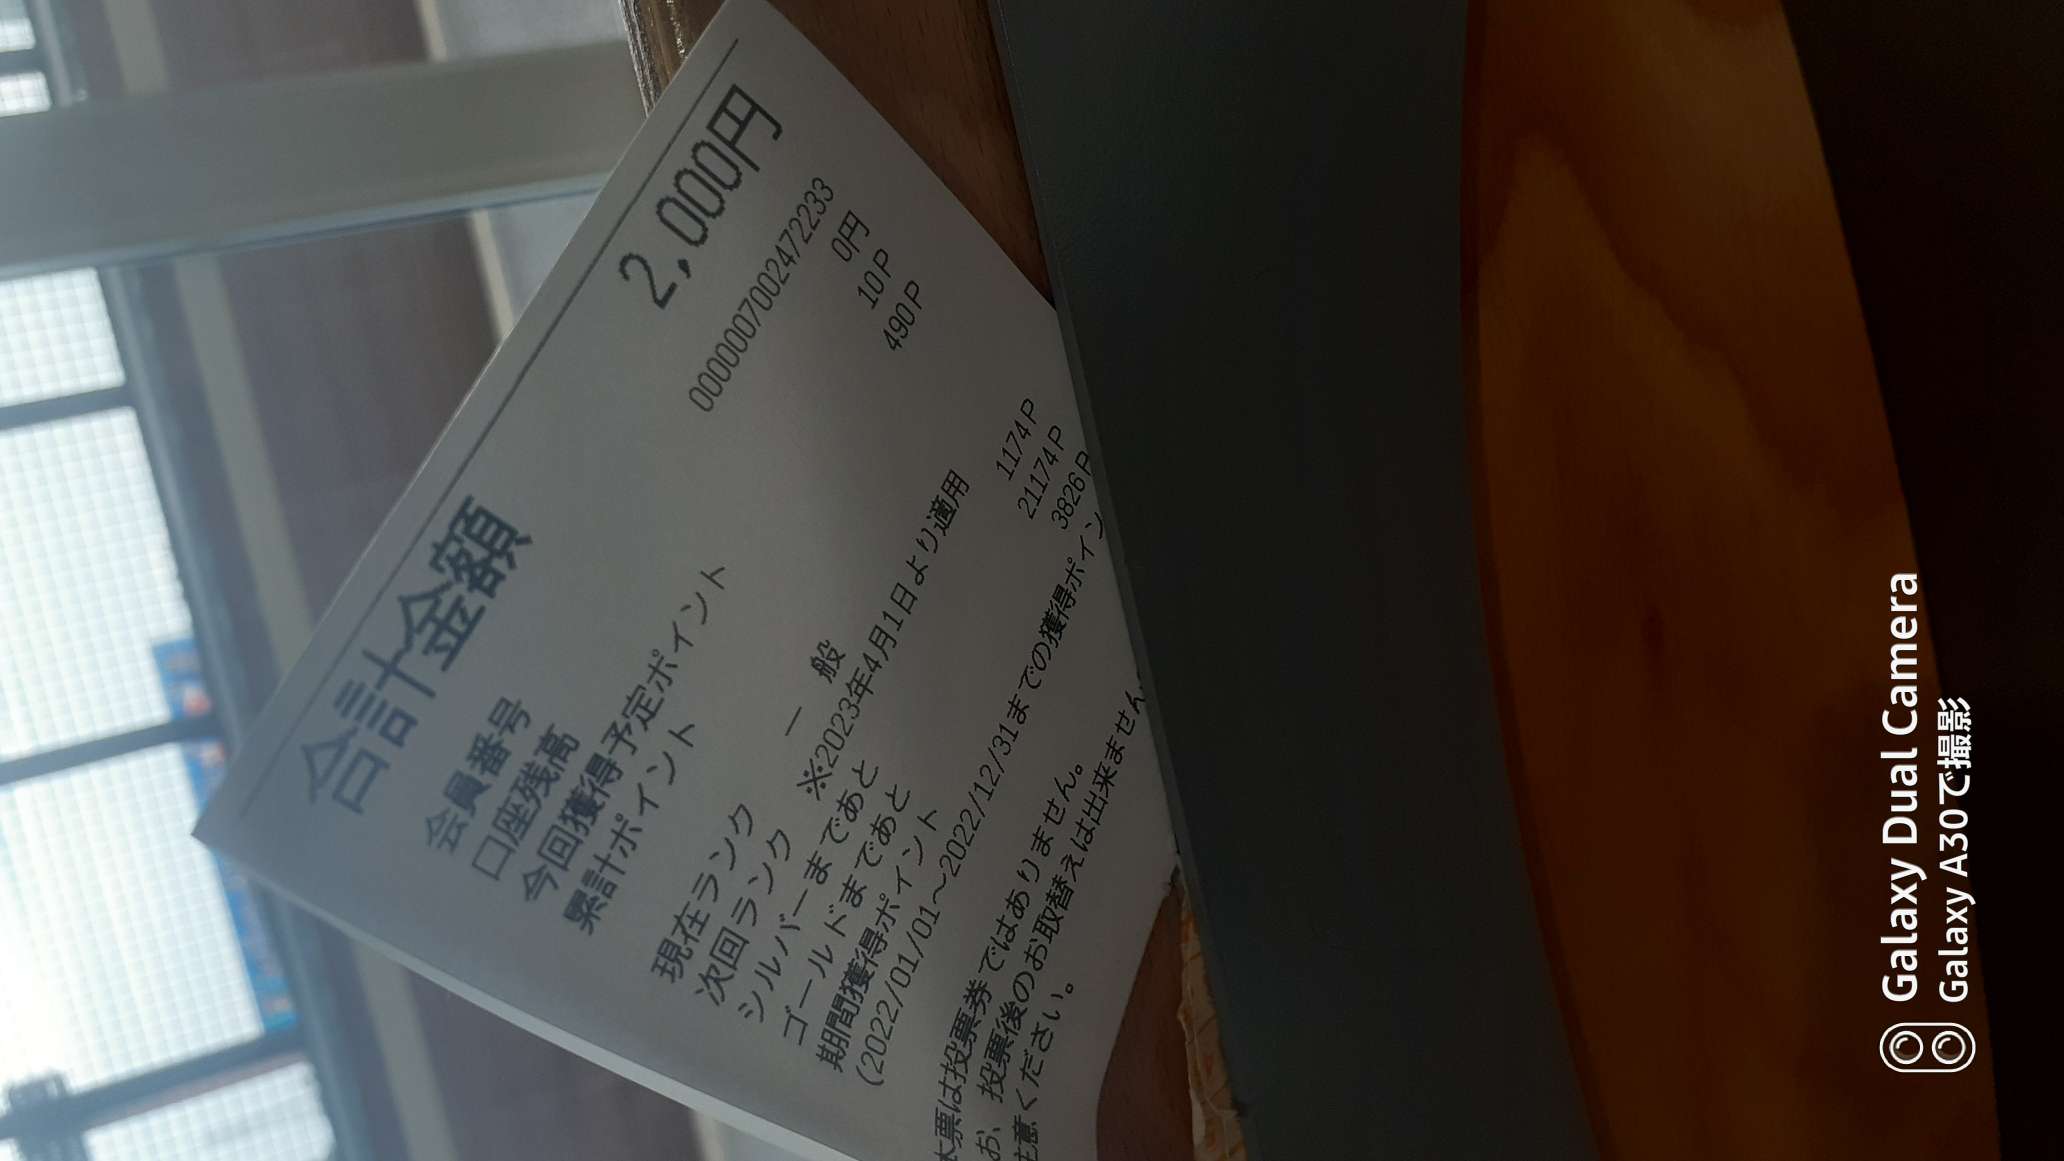 合計金額 2,000円
会員番号 0000007002472233
口座残高 0円
今回獲得予定ポイント 10P
累計ポイント 490P
現在ランク
次回ランク 一 般
※2023年4月1日より適用
シルバーまであと 1174P
ゴールドまであと 21174P
期間獲得ポイント 3826P
(2022/01/01～2022/12/31までの獲得ポイン
本票は投票券ではありません。
お、投票後のお取替えは出来ません
注意ください。
Galaxy Dual Camera
Galaxy A30で撮影